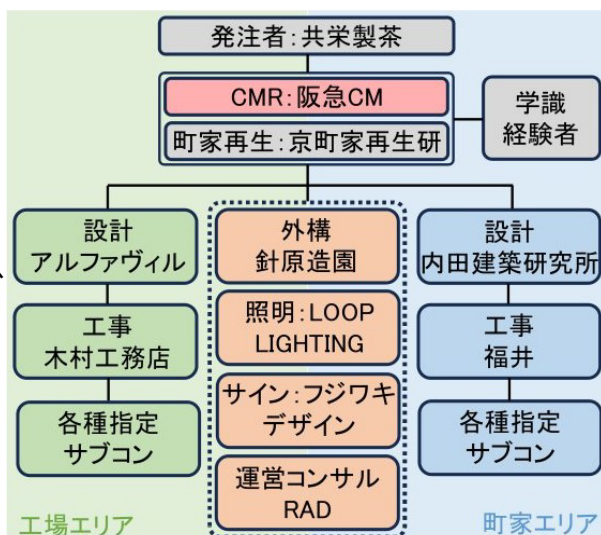 発注者：共栄製茶
CMR：阪急CM
町家再生：京町家再生研
学識
経験者
設計
アルファヴィル
工事
木村工務店
各種指定
サブコン
外構
針原造園
照明：LOOP
LIGHTING
サイン：フジワキ
デザイン
運営コンサル
RAD
設計
内田建築研究所
工事
福井
各種指定
サブコン
工場エリア
町家エリア